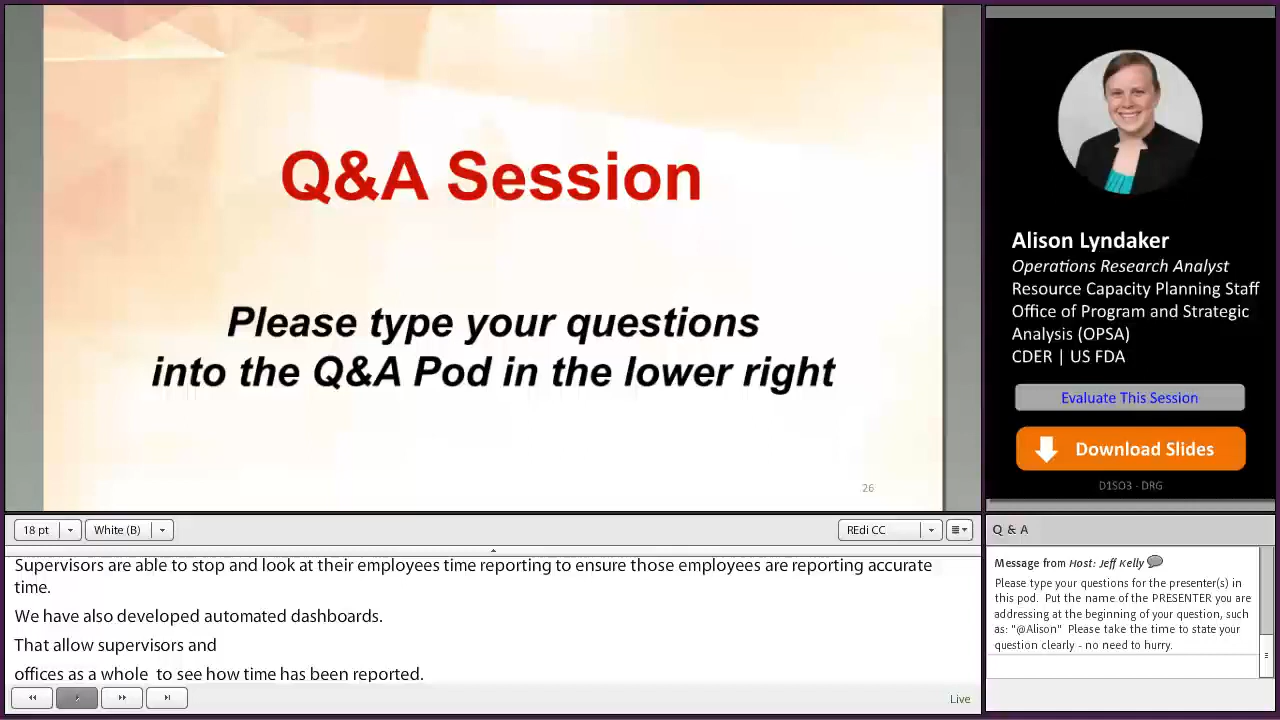 Q&A Session
Please type your questions
into the Q&A Pod in the lower right
26
Alison Lyndaker
Operations Research Analyst
Resource Capacity Planning Staff
Office of Program and Strategic
Analysis (OPSA)
CDER | US FDA
Evaluate This Session
Download Slides
D1SO3 - DRG
18 pt
White (B)
REdi CC
Supervisors are able to stop and look at their employees time reporting to ensure those employees are reporting accurate
time.
We have also developed automated dashboards.
That allow supervisors and
offices as a whole to see how time has been reported.
Live
Q & A
Message from Host: Jeff Kelly
Please type your questions for the presenter(s) in
this pod. Put the name of the PRESENTER you are
addressing at the beginning of your question, such
as: "@Alison" Please take the time to state your
question clearly - no need to hurry.